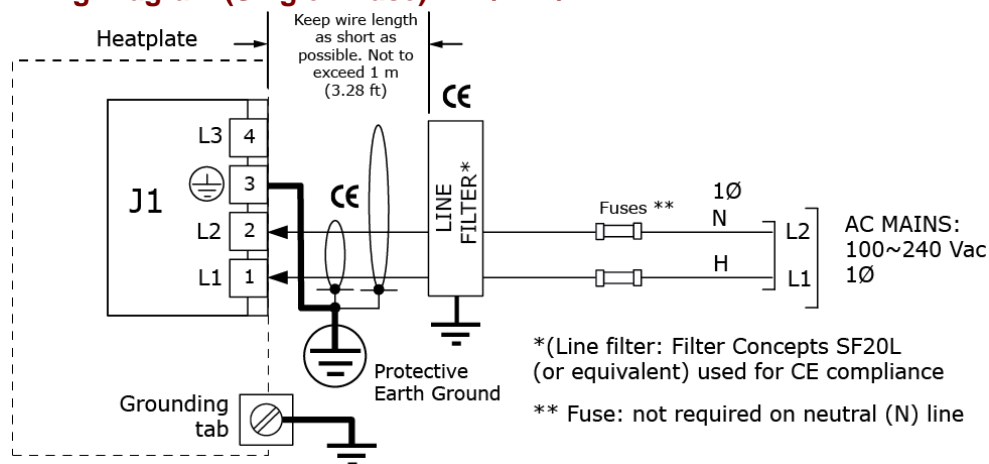 Heatplate
Keep wire length
as short as
possible. Not to
exceed 1 m
(3.28 ft)
CE
L3 4
3
J1
CE
L2 2
L1 1
LINE
FILTER*
Fuses **
1Ø
N
H
L2
L1
AC MAINS:
100~240 Vac
1Ø
Protective
Earth Ground
Grounding
tab
*(Line filter: Filter Concepts SF20L
(or equivalent) used for CE compliance
** Fuse: not required on neutral (N) line